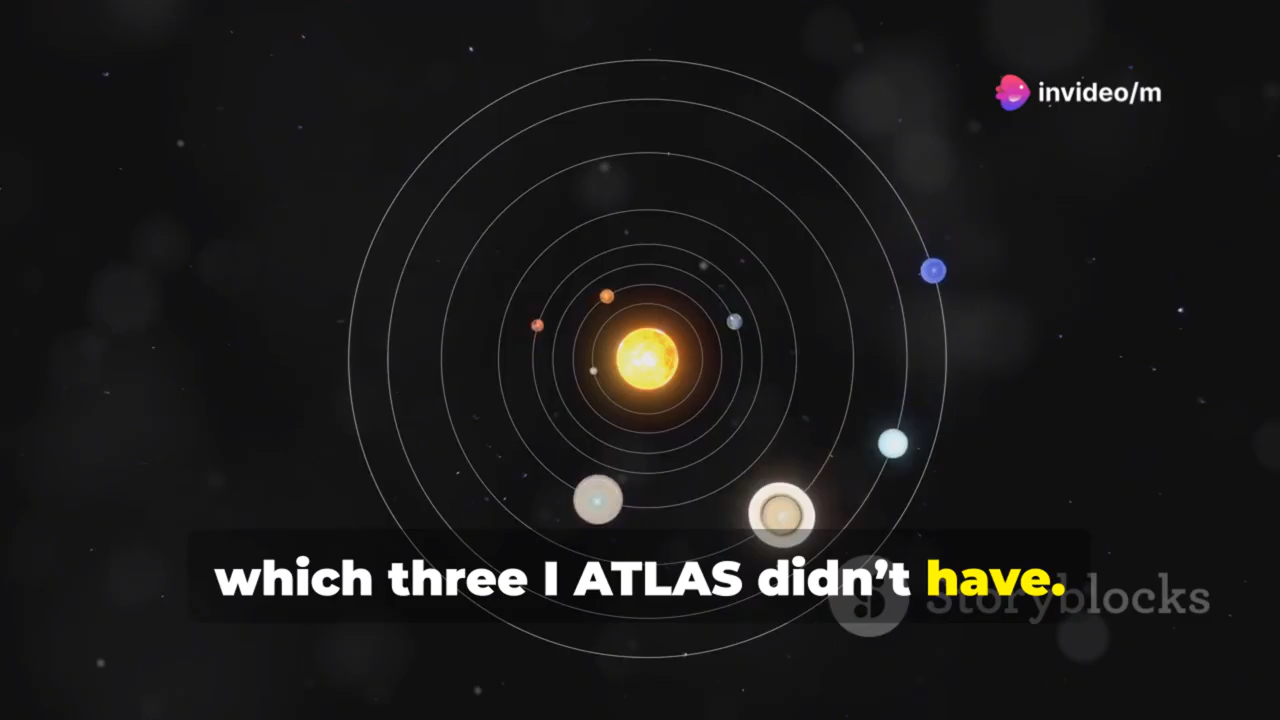 invideo/m
which three I ATLAS didn't have.
Storyblocks